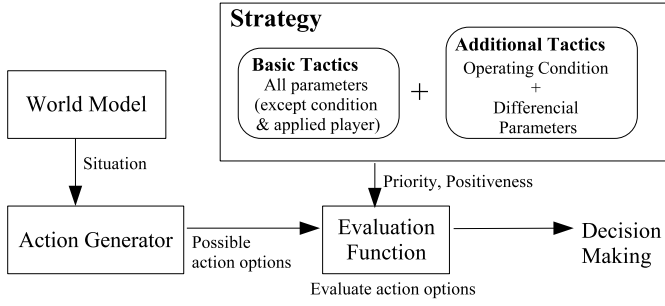 Strategy
Basic Tactics
All parameters
(except condition
& applied player)
+
Additional Tactics
Operating Condition
+
Differencial
Parameters
World Model
Situation
Priority, Positiveness
Action Generator
Possible
action options
Evaluation
Function
Evaluate action options
Decision
Making